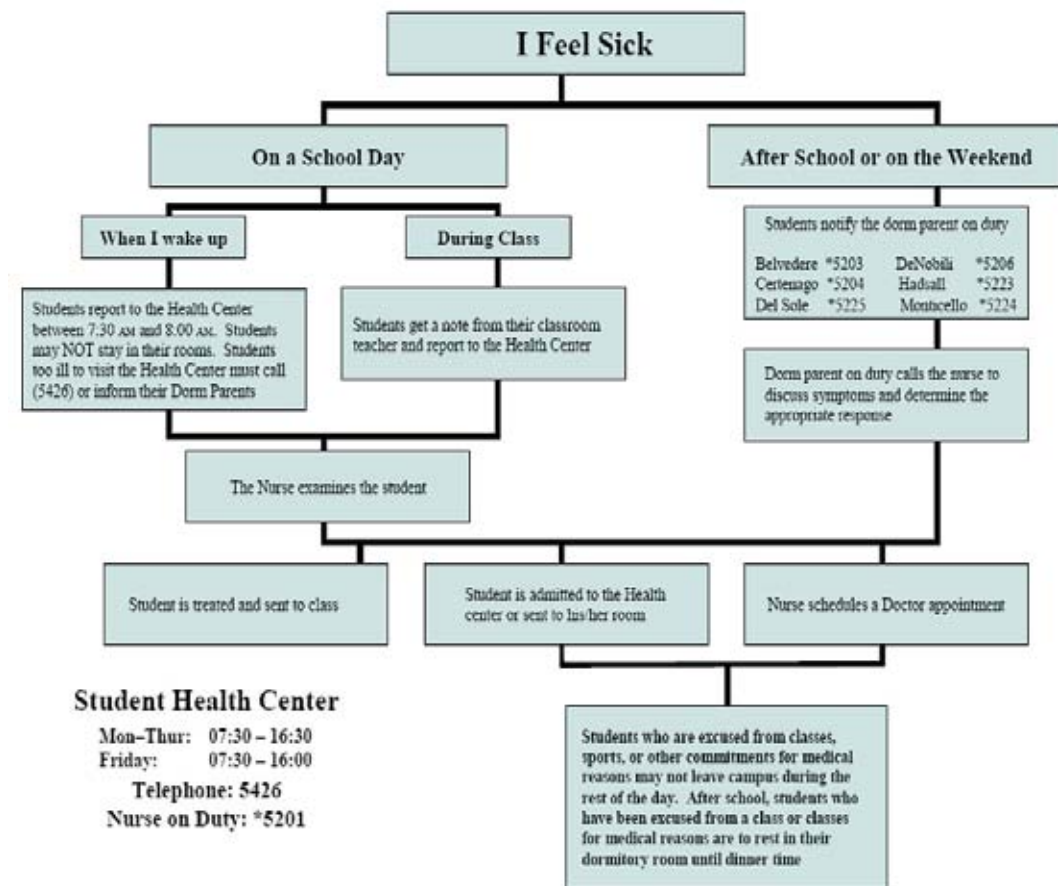 I Feel Sick
On a School Day
After School or on the Weekend
When I wake up
During Class
Students notify the dorm parent on duty
Belvedere *5203 DeNobili *5206
Certenago *5204 Hadsall *5223
Del Sole *5225 Monticello *5224
Students report to the Health Center
between 7:30 AM and 8:00 AM. Students
may NOT stay in their rooms. Students
too ill to visit the Health Center must call
(5426) or inform their Dorm Parents
Students get a note from their classroom
teacher and report to the Health Center
Dorm parent on duty calls the nurse to
discuss symptoms and determine the
appropriate response
The Nurse examines the student
Student is treated and sent to class
Student is admitted to the Health
center or sent to his/her room
Nurse schedules a Doctor appointment
Student Health Center
Mon–Thur: 07:30 – 16:30
Friday: 07:30 – 16:00
Telephone: 5426
Nurse on Duty: *5201
Students who are excused from classes,
sports, or other commitments for medical
reasons may not leave campus during the
rest of the day. After school, students who
have been excused from a class or classes
for medical reasons are to rest in their
dormitory room until dinner time